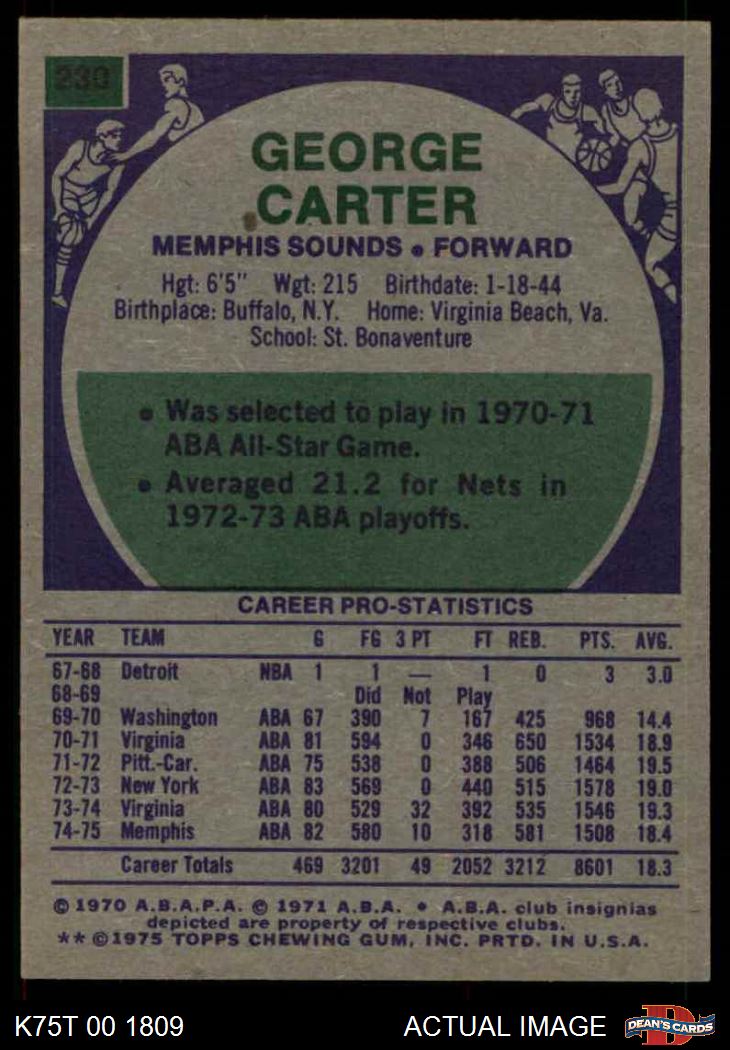 230
GEORGE
CARTER
MEMPHIS SOUNDS • FORWARD
Hgt: 6'5" Wgt: 215 Birthdate: 1-18-44
Birthplace: Buffalo, N.Y. Home: Virginia Beach, Va.
School: St. Bonaventure
• Was selected to play in 1970-71
ABA All-Star Game.
• Averaged 21.2 for Nets in
1972-73 ABA playoffs.
CAREER PRO-STATISTICS
YEAR TEAM G FG 3 PT FT REB. PTS. AVG.
67-68 Detroit NBA 1 1 — 1 0 3 3.0
68-69 Did Not Play
69-70 Washington ABA 67 390 7 167 425 968 14.4
70-71 Virginia ABA 81 594 0 346 650 1534 18.9
71-72 Pitt.-Car. ABA 75 538 0 388 506 1464 19.5
72-73 New York ABA 83 569 0 440 515 1578 19.0
73-74 Virginia ABA 80 529 32 392 535 1546 19.3
74-75 Memphis ABA 82 580 10 318 581 1508 18.4
Career Totals 469 3201 49 2052 3212 8601 18.3
© 1970 A.B.A.P.A. © 1971 A.B.A. • A.B.A. club insignias
depicted are property of respective clubs.
** © 1975 TOPPS CHEWING GUM, INC. PRTD. IN U.S.A.
K75T 00 1809 ACTUAL IMAGE D DEAN'S CARDS